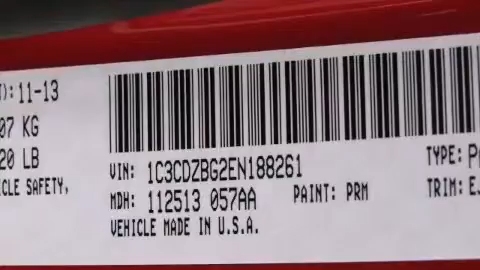 T): 11-13
07 KG
20 LB
CLE SAFETY,
VIN: 1C3CDZBG2EN188261
TYPE:
MDH: 112513 057AA
PAINT: PRM
TRIM:
VEHICLE MADE IN U.S.A.